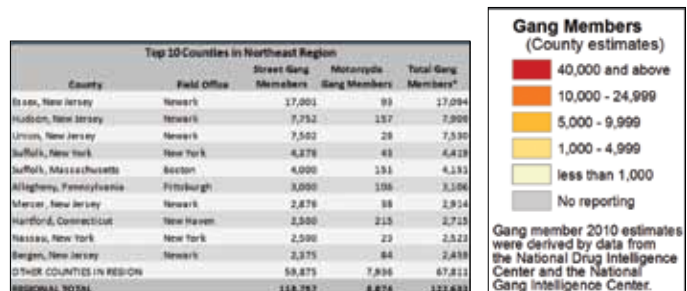 Top 10 Counties in Northeast Region
County Field Office Street Gang Members Motorcycle Gang Members Total Gang Members*
Essex, New Jersey Newark 17,001 93 17,094
Hudson, New Jersey Newark 7,752 157 7,909
Union, New Jersey Newark 7,502 28 7,530
Suffolk, New York New York 43
Suffolk, Massachusetts Boston 4,000 151 4,151
Allegheny, Pennsylvania Pittsburgh 3,000 106 3,106
Mercer, New Jersey Newark 2,876 38 2,914
Hartford, Connecticut New Haven 2,500 215 2,715
Nassau, New York New York 2,500 23 2,523
Bergen, New Jersey Newark 2,375 84 2,459
OTHER COUNTIES IN REGION 59,875 7,936 67,811
REGIONAL TOTAL
Gang Members
(County estimates)
40,000 and above
10,000 - 24,999
5,000 - 9,999
1,000 - 4,999
less than 1,000
No reporting
Gang member 2010 estimates
were derived by data from
the National Drug Intelligence
Center and the National
Gang Intelligence Center.